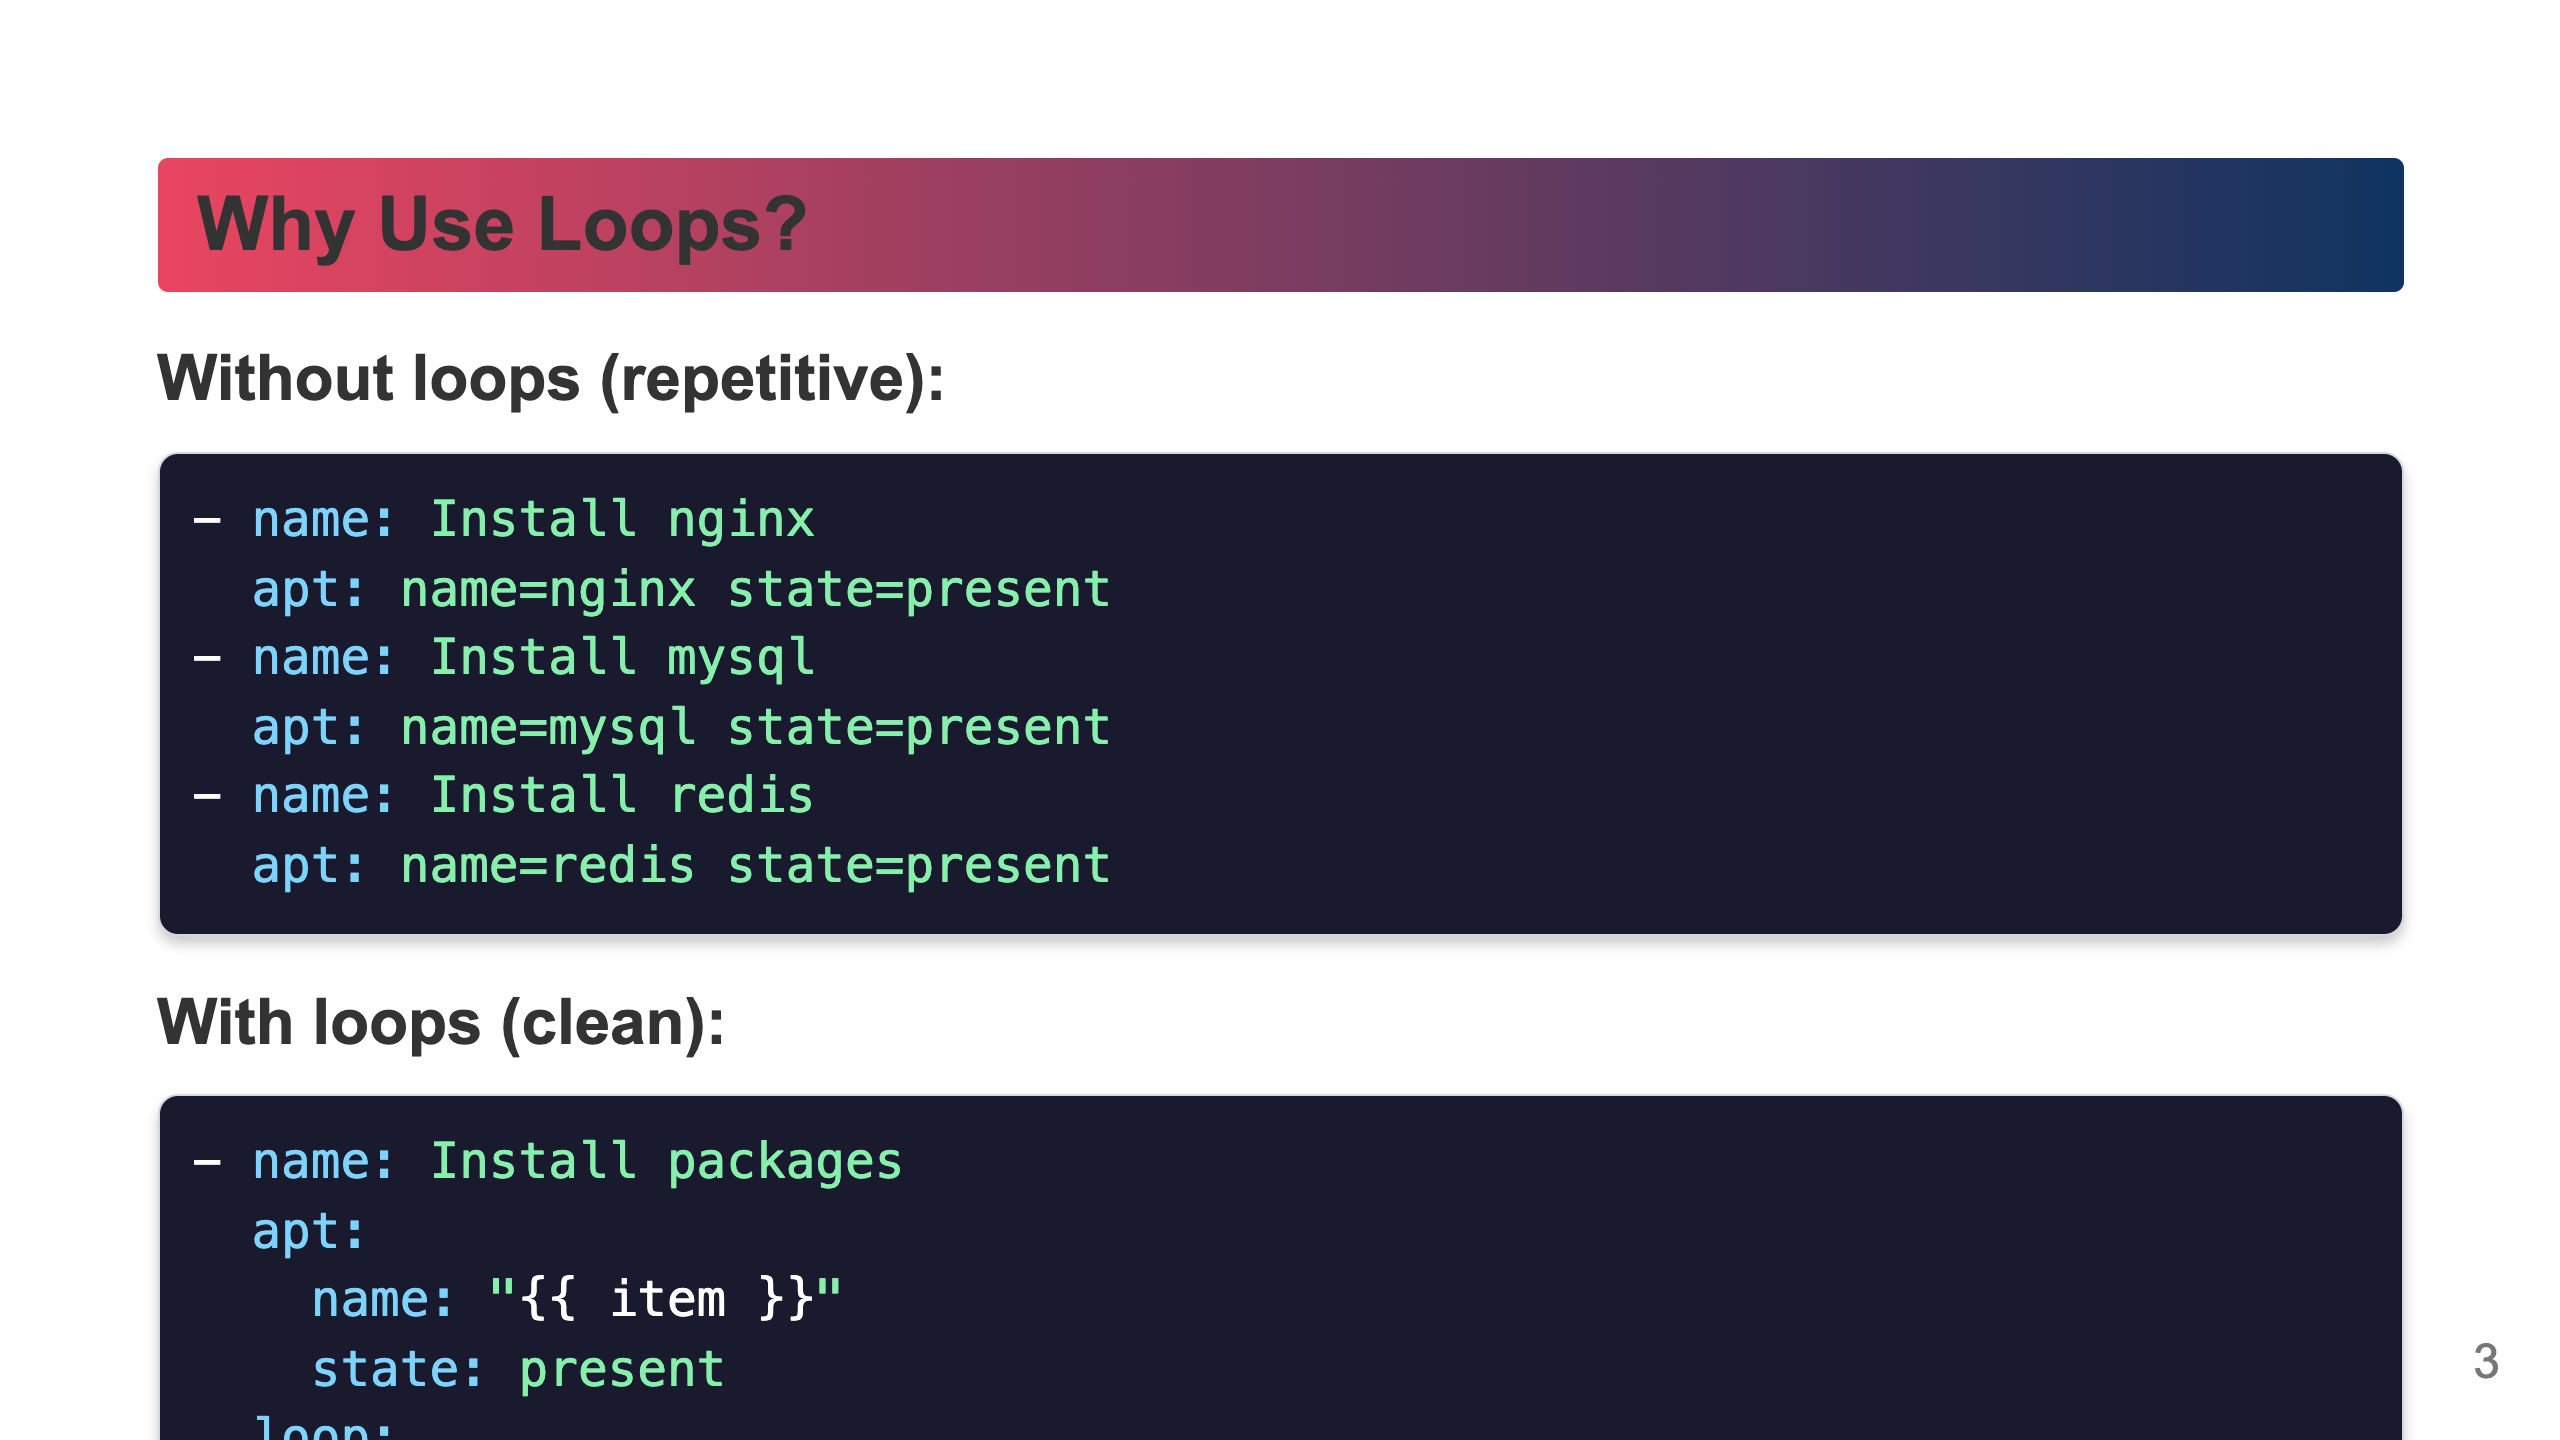 Why Use Loops?
Without loops (repetitive):
- name: Install nginx
  apt: name=nginx state=present
- name: Install mysql
  apt: name=mysql state=present
- name: Install redis
  apt: name=redis state=present
With loops (clean):
- name: Install packages
  apt:
    name: "{{ item }}"
    state: present
  loop:
3